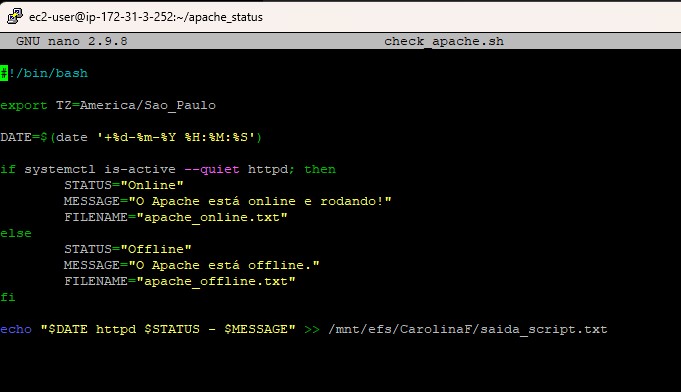 ec2-user@ip-172-31-3-252:~/apache_status
GNU nano 2.9.8 check_apache.sh
#!/bin/bash
export TZ=America/Sao_Paulo
DATE=$(date '+%d-%m-%Y %H:%M:%S')
if systemctl is-active --quiet httpd; then
STATUS="Online"
MESSAGE="O Apache está online e rodando!"
FILENAME="apache_online.txt"
else
STATUS="Offline"
MESSAGE="O Apache está offline."
FILENAME="apache_offline.txt"
fi
echo "$DATE httpd $STATUS - $MESSAGE" >> /mnt/efs/CarolinaF/saida_script.txt